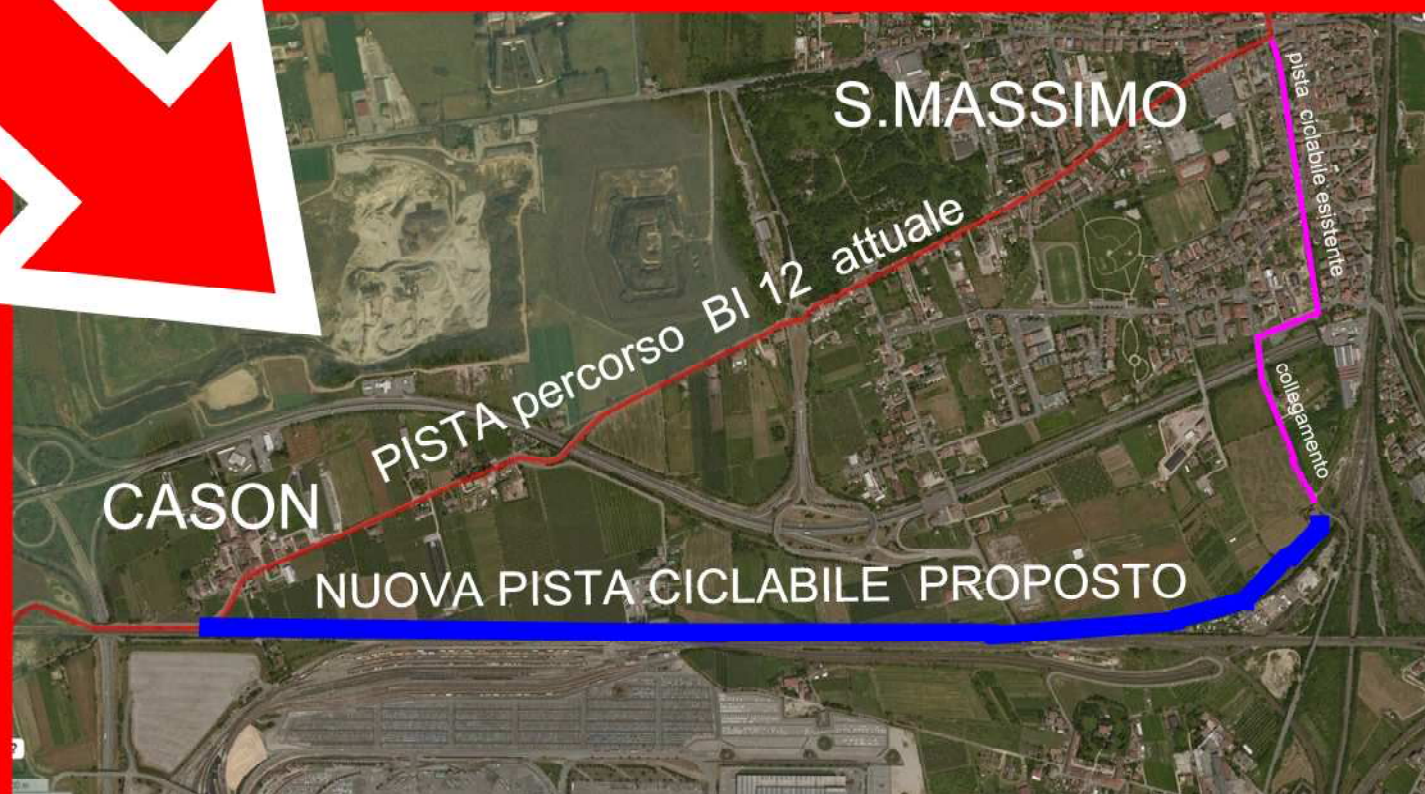 S.MASSIMO
pista ciclabile esistente
PISTA percorso BI 12 attuale
collegamento
CASON
NUOVA PISTA CICLABILE PROPOSTO